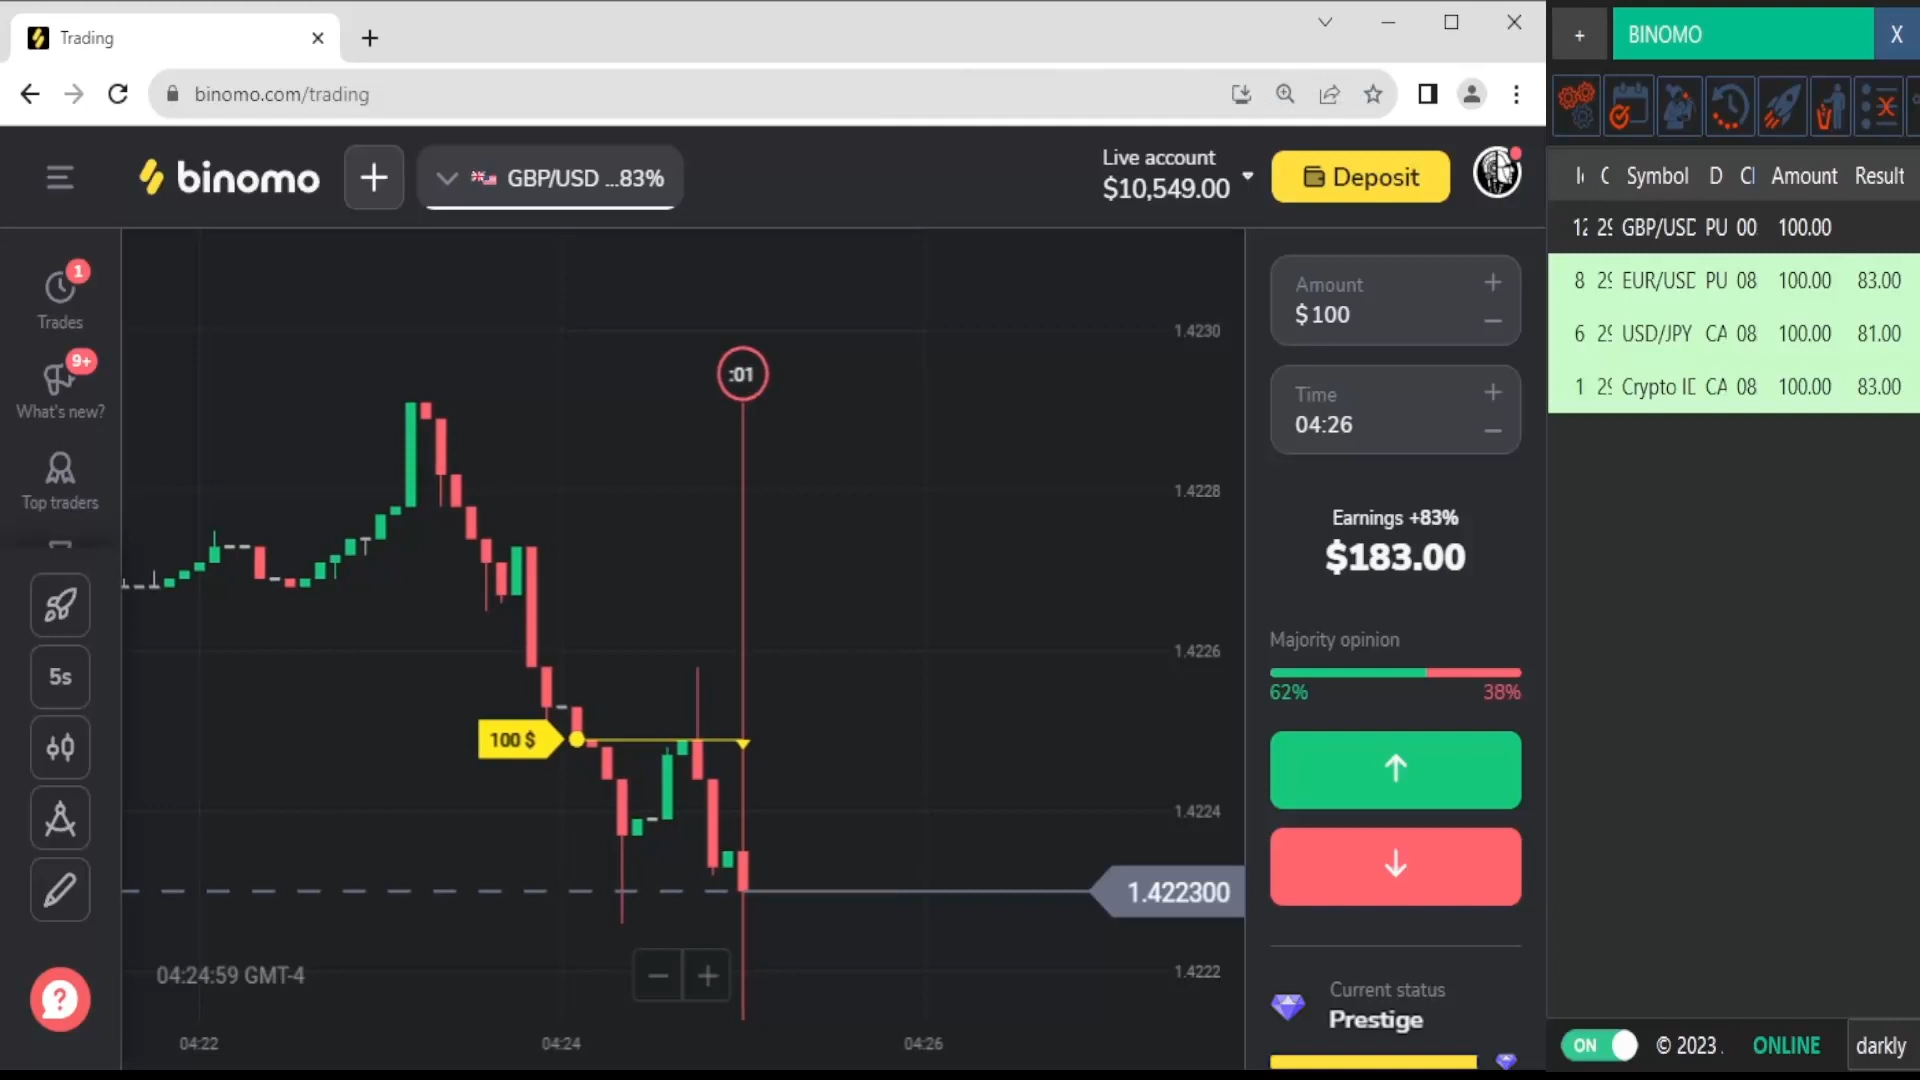 Trading
binomo.com/trading
binomo
GBP/USD ...83%
Live account
$10,549.00
Deposit
1
Trades
9+
What's new?
Top traders
5s
1.4230
1.4228
1.4226
1.4224
1.4222
:01
100 $
1.422300
04:24:59 GMT-4
04:22
04:24
04:26
Amount
$100
Time
04:26
Earnings +83%
$183.00
Majority opinion
62% 38%
Current status
Prestige
+ BINOMO X
Symbol D Amount Result
GBP/USD PU 00 100.00
8 EUR/USD PU 08 100.00 83.00
6 USD/JPY CA 08 100.00 81.00
1 Crypto CA 08 100.00 83.00
ON © 2023 . ONLINE darkly